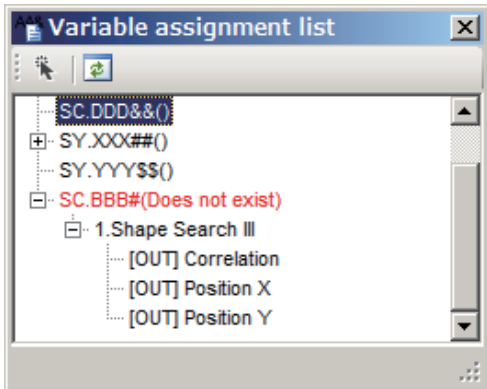 Variable assignment list
SC.DDD&&()
SY.XXX##()
SY.YYY$$()
SC.BBB#(Does not exist)
1.Shape Search III
[OUT] Correlation
[OUT] Position X
[OUT] Position Y